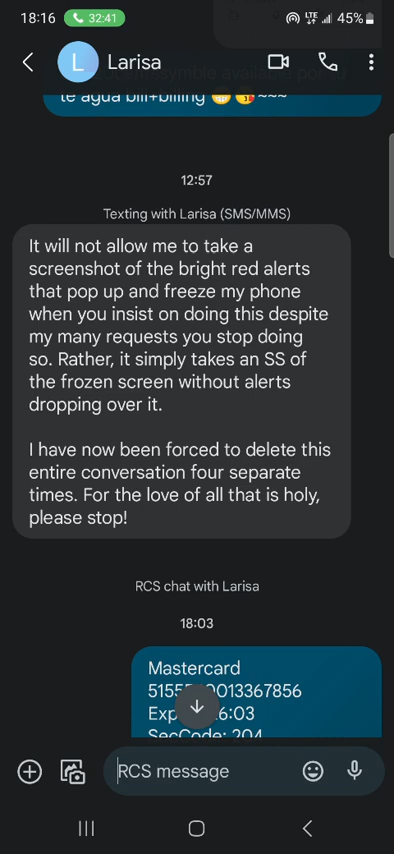 18:16 32:41 LTE 45%
L Larisa
te agua bill+billing 😁 ~~~
12:57
Texting with Larisa (SMS/MMS)
It will not allow me to take a
screenshot of the bright red alerts
that pop up and freeze my phone
when you insist on doing this despite
my many requests you stop doing
so. Rather, it simply takes an SS of
the frozen screen without alerts
dropping over it.
I have now been forced to delete this
entire conversation four separate
times. For the love of all that is holy,
please stop!
RCS chat with Larisa
18:03
Mastercard
SecCode: 204
RCS message